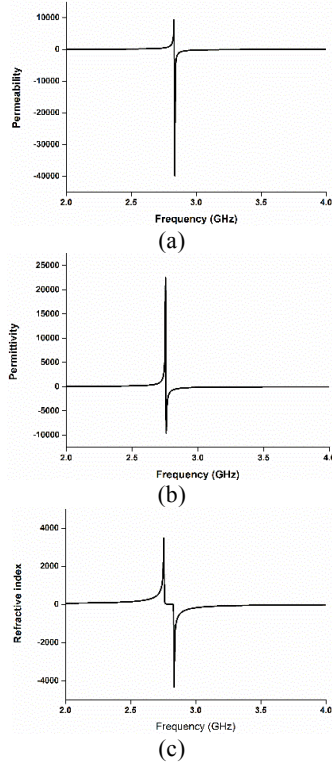 10000
0
-10000
-20000
-30000
-40000
Permeability
2.0 2.5 3.0 3.5 4.0
Frequency (GHz)
(a)
25000
20000
15000
10000
5000
0
-5000
-10000
Permittivity
2.0 2.5 3.0 3.5 4.0
Frequency (GHz)
(b)
4000
2000
0
-2000
-4000
Refractive index
2.0 2.5 3.0 3.5 4.0
Frequency (GHz)
(c)